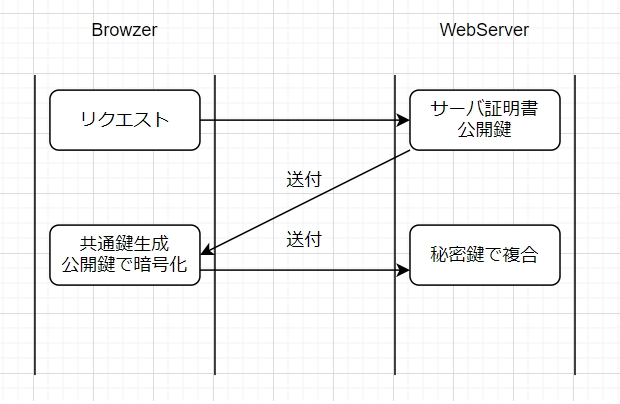 Browzer
WebServer
リクエスト
サーバ証明書
公開鍵
送付
共通鍵生成
公開鍵で暗号化
送付
秘密鍵で複合